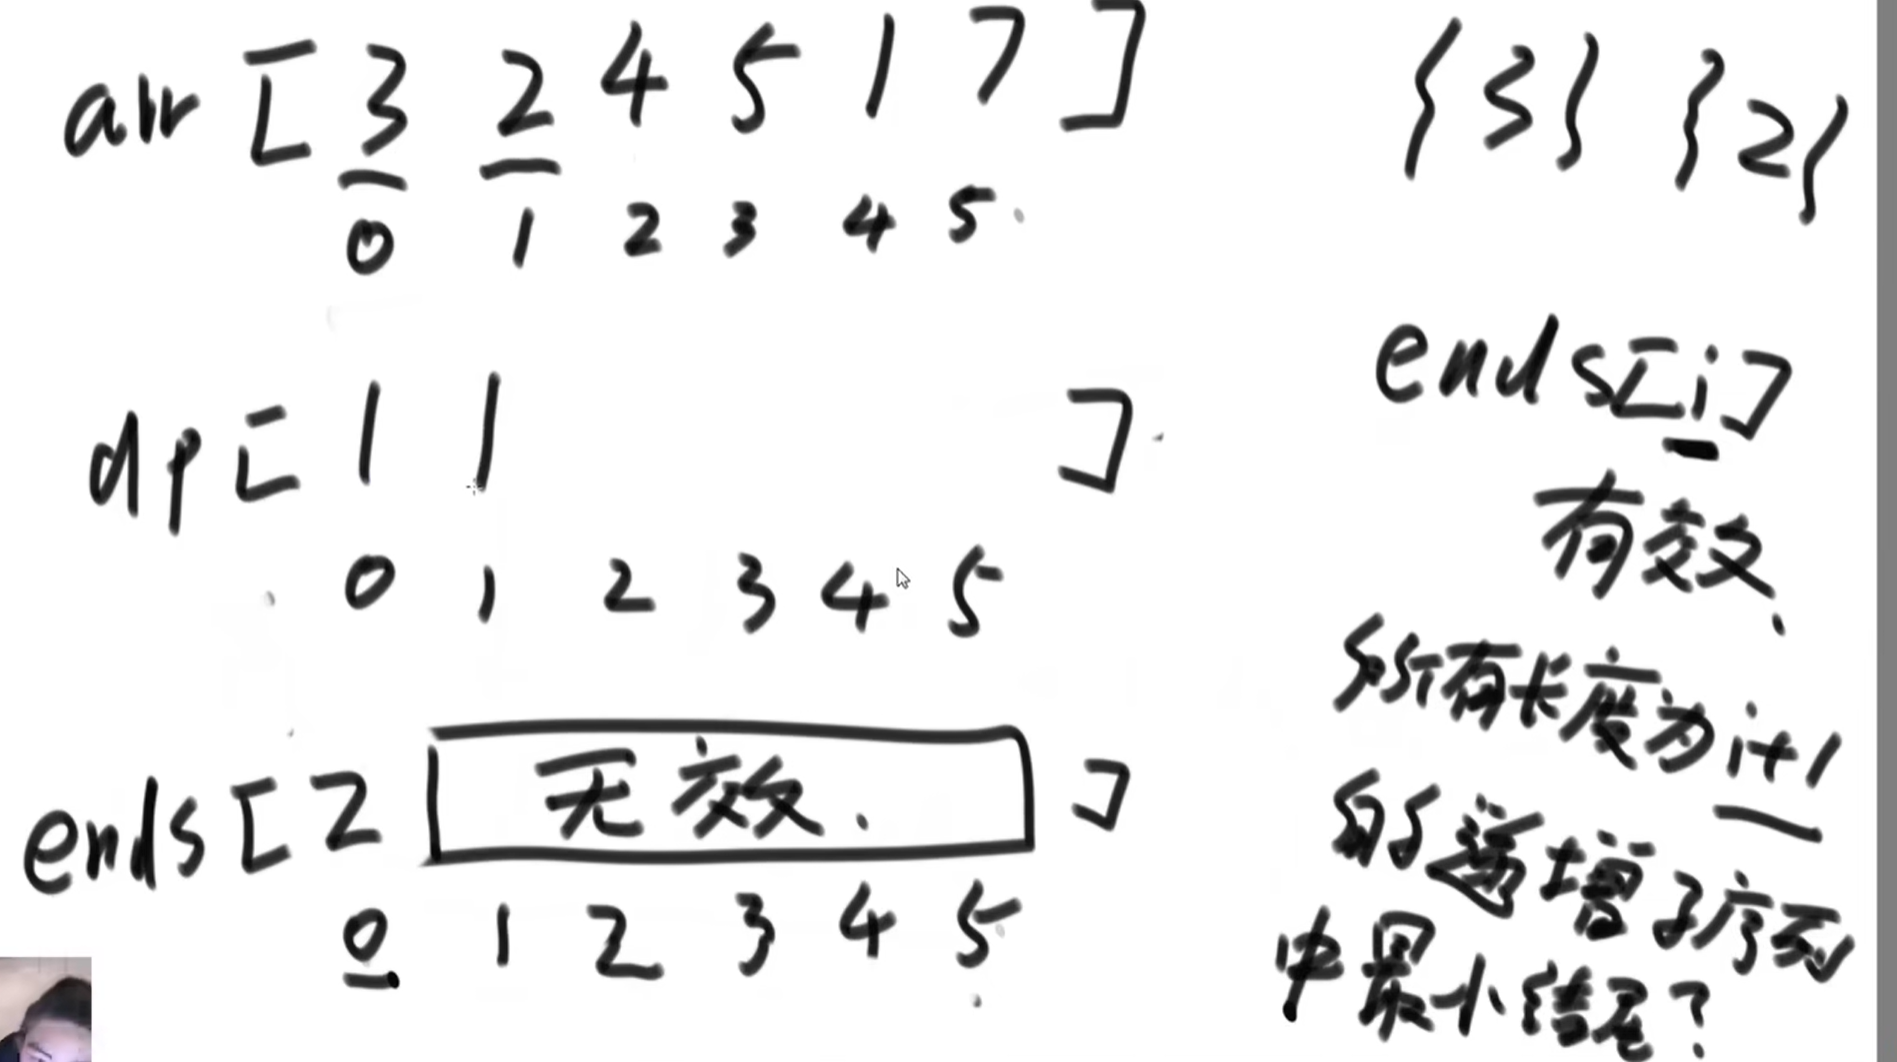 arr [ 3 2 4 5 1 7 ]
0 1 2 3 4 5
{3} {2}
dp [ 1 1 ]
0 1 2 3 4 5
ends [ 2 无效. ]
0 1 2 3 4 5
ends[i]
有效.
所有长度为i+1
的递增子序列
中最小结尾?